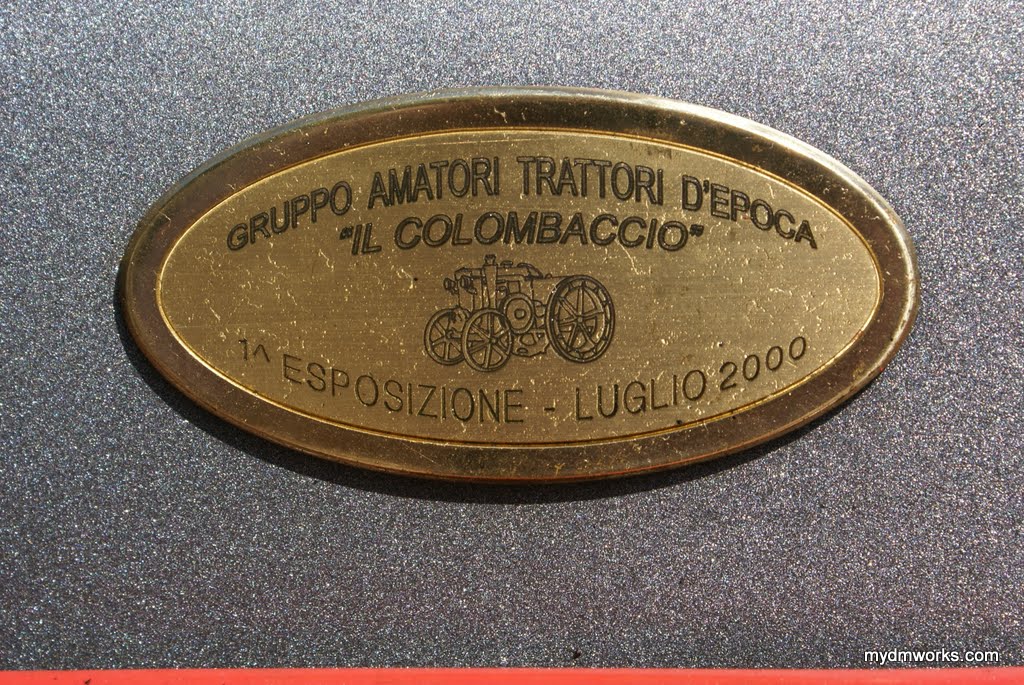 GRUPPO AMATORI TRATTORI D'EPOCA
"IL COLOMBACCIO"
1^ ESPOSIZIONE - LUGLIO 2000
mydmworks.com